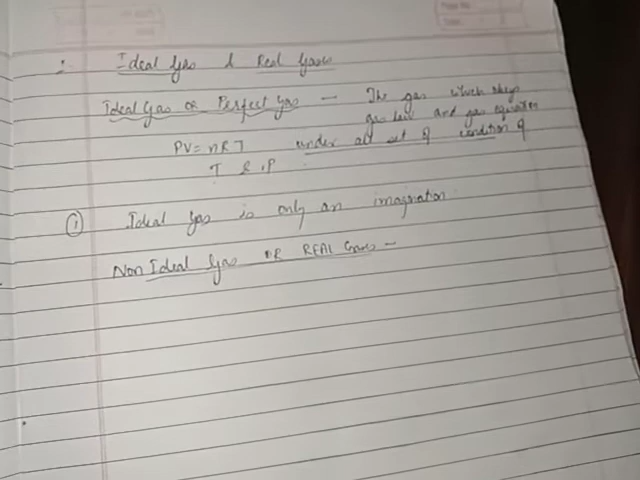 : Ideal Gas & Real Gases
Ideal Gas or Perfect Gas - The gas which obeys
gas law and gas equation
PV = nRT under all set of condition of
T & P
① Ideal Gas is only an imagnation
Non Ideal Gas OR REAL Gases -